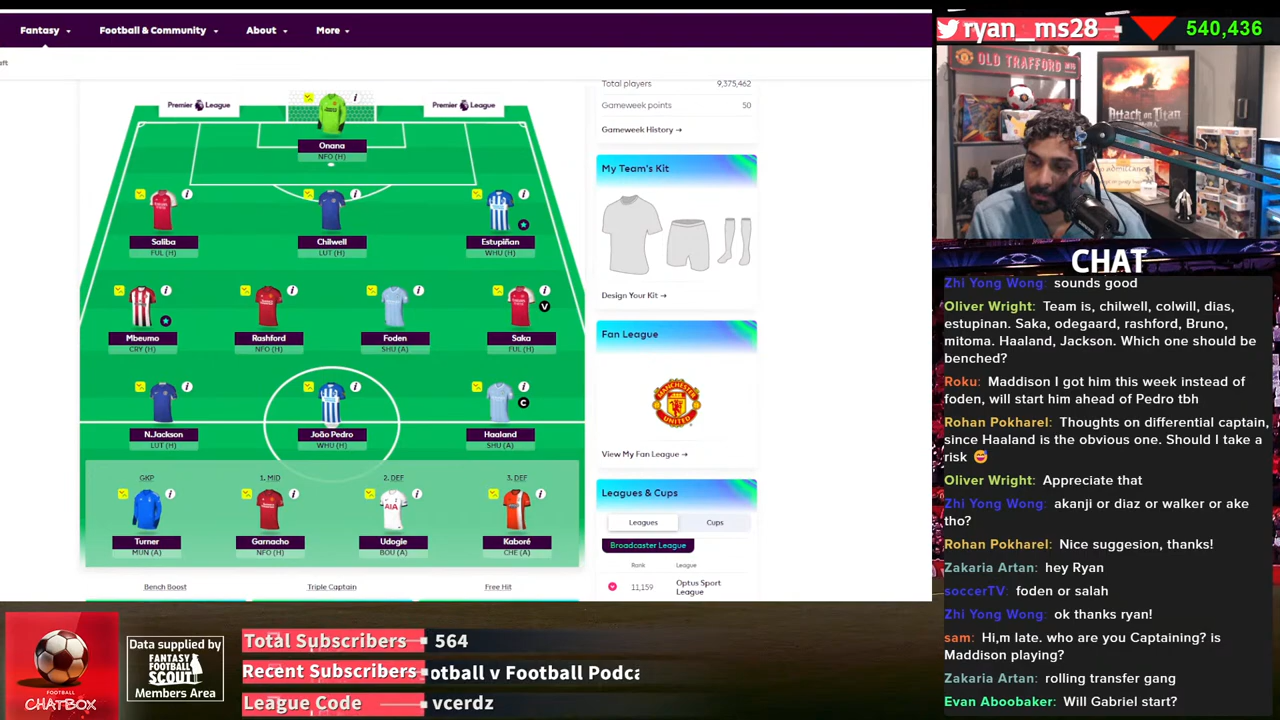 Fantasy
Football & Community
About
More
aft
Premier League
Premier League
Onana
NFO (H)
Saliba
FUL (H)
Chilwell
LUT (H)
Estupiñan
WHU (H)
Mbeumo
CRY (H)
Rashford
NFO (H)
Foden
SHU (A)
Saka
FUL (H)
V
N.Jackson
LUT (H)
João Pedro
WHU (H)
Haaland
SHU (A)
C
GKP
1. MID
2. DEF
3. DEF
AIA
Turner
MUN (A)
Garnacho
NFO (H)
Udogie
BOU (A)
Kaboré
CHE (A)
Bench Boost
Triple Captain
Free Hit
Total players 9,375,462
Gameweek points 50
Gameweek History →
My Team's Kit
Design Your Kit →
Fan League
MANCHESTER
UNITED
View My Fan League →
Leagues & Cups
Leagues
Cups
Broadcaster League
Rank League
11,159 Optus Sport
League
ryan_ms28
540,436
OLD TRAFFORD
Attack on Titan
CHAT
Zhi Yong Wong: sounds good
Oliver Wright: Team is, chilwell, colwill, dias,
estupinan. Saka, odegaard, rashford, Bruno,
mitoma. Haaland, Jackson. Which one should be
benched?
Roku: Maddison I got him this week instead of
foden, will start him ahead of Pedro tbh
Rohan Pokharel: Thoughts on differential captain,
since Haaland is the obvious one. Should I take a
risk 😅
Oliver Wright: Appreciate that
Zhi Yong Wong: akanji or diaz or walker or ake
tho?
Rohan Pokharel: Nice suggesion, thanks!
Zakaria Artan: hey Ryan
soccerTV: foden or salah
Zhi Yong Wong: ok thanks ryan!
sam: Hi,m late. who are you Captaining? is
Maddison playing?
Zakaria Artan: rolling transfer gang
Evan Aboobaker: Will Gabriel start?
FOOTBALL
CHATBOX
Data supplied by
FANTASY
FOOTBALL
SCOUT
Members Area
Total Subscribers 564
Recent Subscribers otball v Football Podca
League Code vcerdz